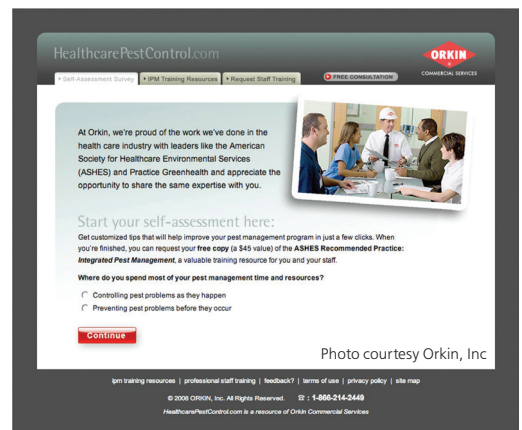 HealthcarePestControl.com
ORKIN
COMMERCIAL SERVICES
Self-Assessment Survey
IPM Training Resources
Request Staff Training
FREE CONSULTATION
At Orkin, we're proud of the work we've done in the
health care industry with leaders like the American
Society for Healthcare Environmental Services
(ASHES) and Practice Greenhealth and appreciate the
opportunity to share the same expertise with you.
Start your self-assessment here:
Get customized tips that will help improve your pest management program in just a few clicks. When
you're finished, you can request your free copy (a $45 value) of the ASHES Recommended Practice:
Integrated Pest Management, a valuable training resource for you and your staff.
Where do you spend most of your pest management time and resources?
Controlling pest problems as they happen
Preventing pest problems before they occur
Continue
Photo courtesy Orkin, Inc
ipm training resources | professional staff training | feedback? | terms of use | privacy policy | site map
© 2008 ORKIN, Inc. All Rights Reserved. ☎ : 1-866-214-2449
HealthcarePestControl.com is a resource of Orkin Commercial Services